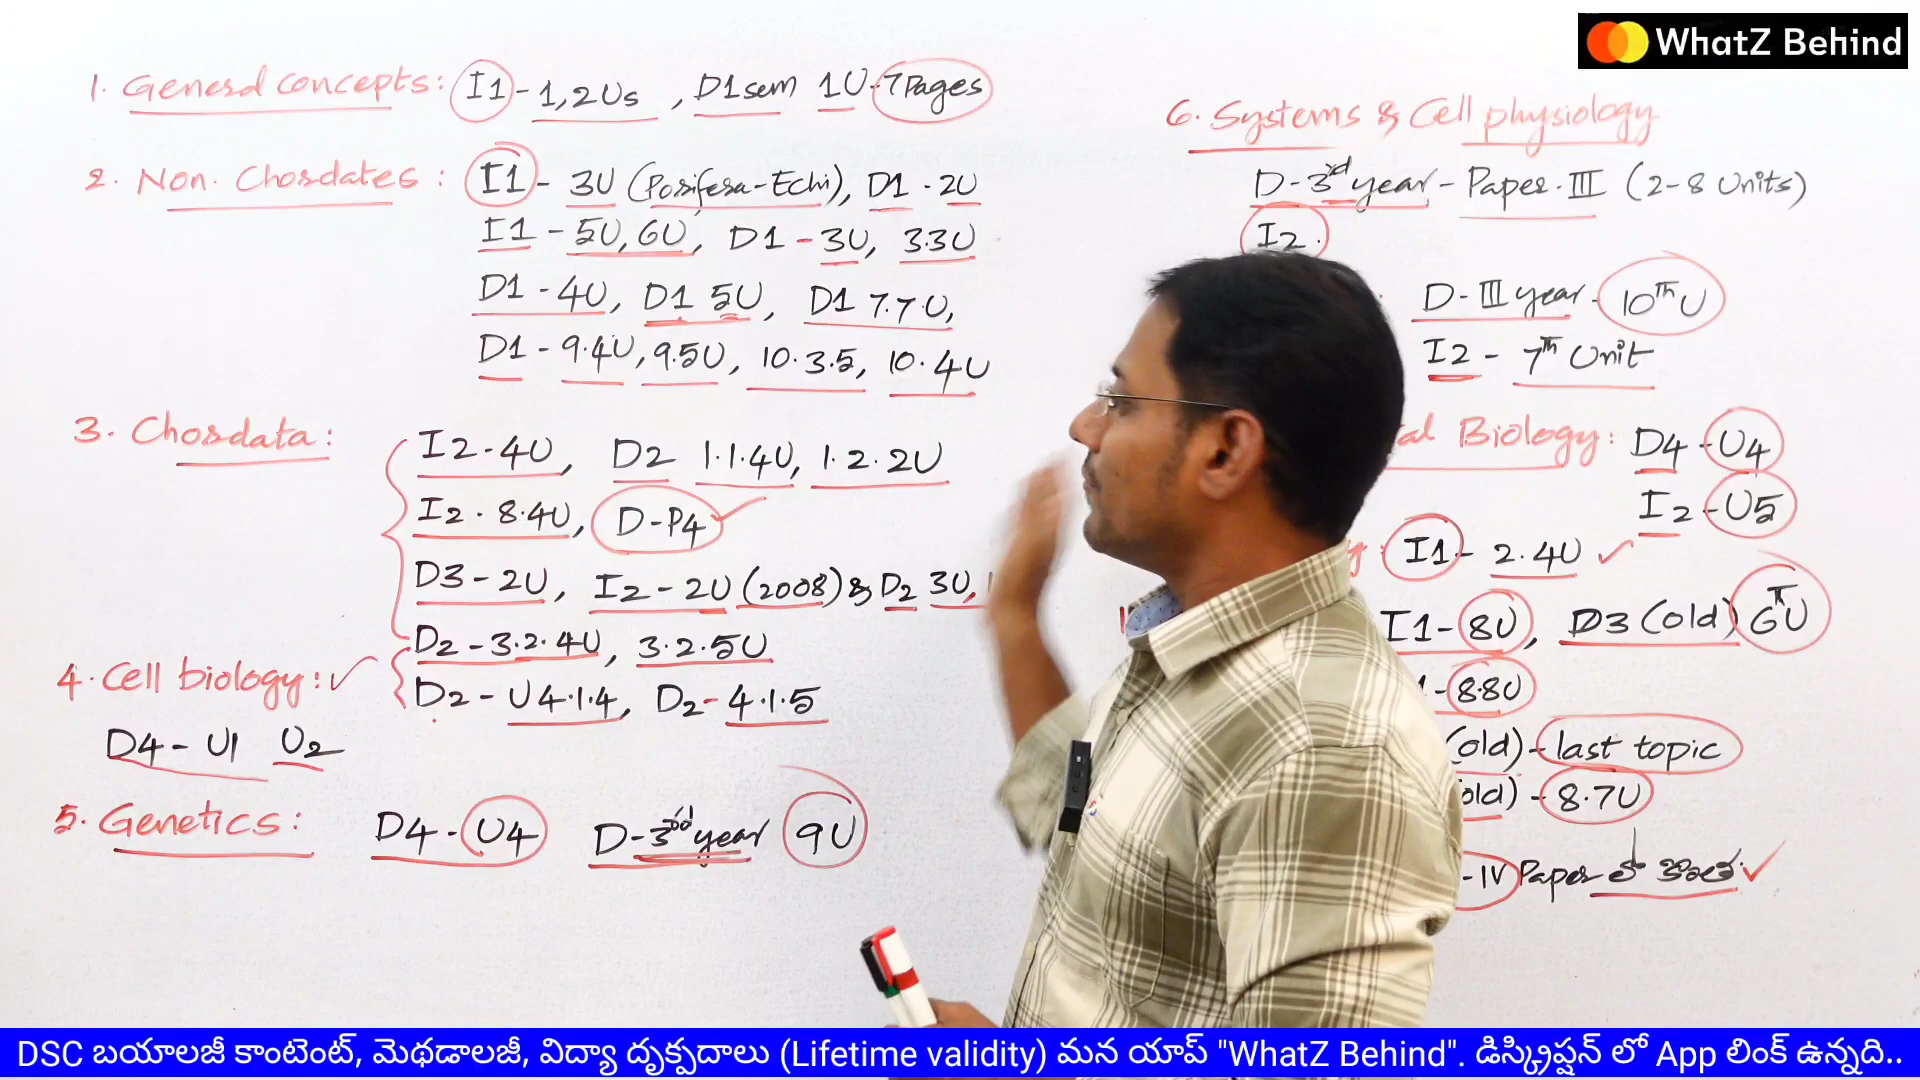 WhatZ Behind
1. General concepts: I1 - 1,2Us, D1sem 1U-7Pages
2. Non. Chordates: I1 - 3U (Porifera-Echi), D1 - 2U
I1 - 5U, 6U, D1 - 3U, 3.3U
D1 - 4U, D1 5U, D1 7.7.U,
D1 - 9.4U, 9.5U, 10.3.5, 10.4U
3. Chordata: I2-4U, D2 1.1.4U, 1.2.2U
I2 - 8.4U, D-P4
D3-2U, I2-2U (2008) & D2 3U,
D2-3.2.4U, 3.2.5U
D2-U4.1.4, D2-4.1.5
4. Cell biology:
D4-U1 U2
5. Genetics: D4-U4 D-3rd year 9U
6. Systems & Cell physiology
D-3rd year - Paper-III (2-8 Units)
I2.
D-III year - 10th U
I2 - 7th Unit
al Biology: D4-U4
I2-U5
I1 - 2.4U
I1-8U, D3 (old) 6U
-8.8U
(old)-last topic
old)-8.7U
-IV Paper లో కొంత
DSC బయాలజీ కాంటెంట్, మెథడాలజీ, విద్యా దృక్పదాలు (Lifetime validity) మన యాప్ "WhatZ Behind". డిస్క్రిప్షన్ లో App లింక్ ఉన్నది..